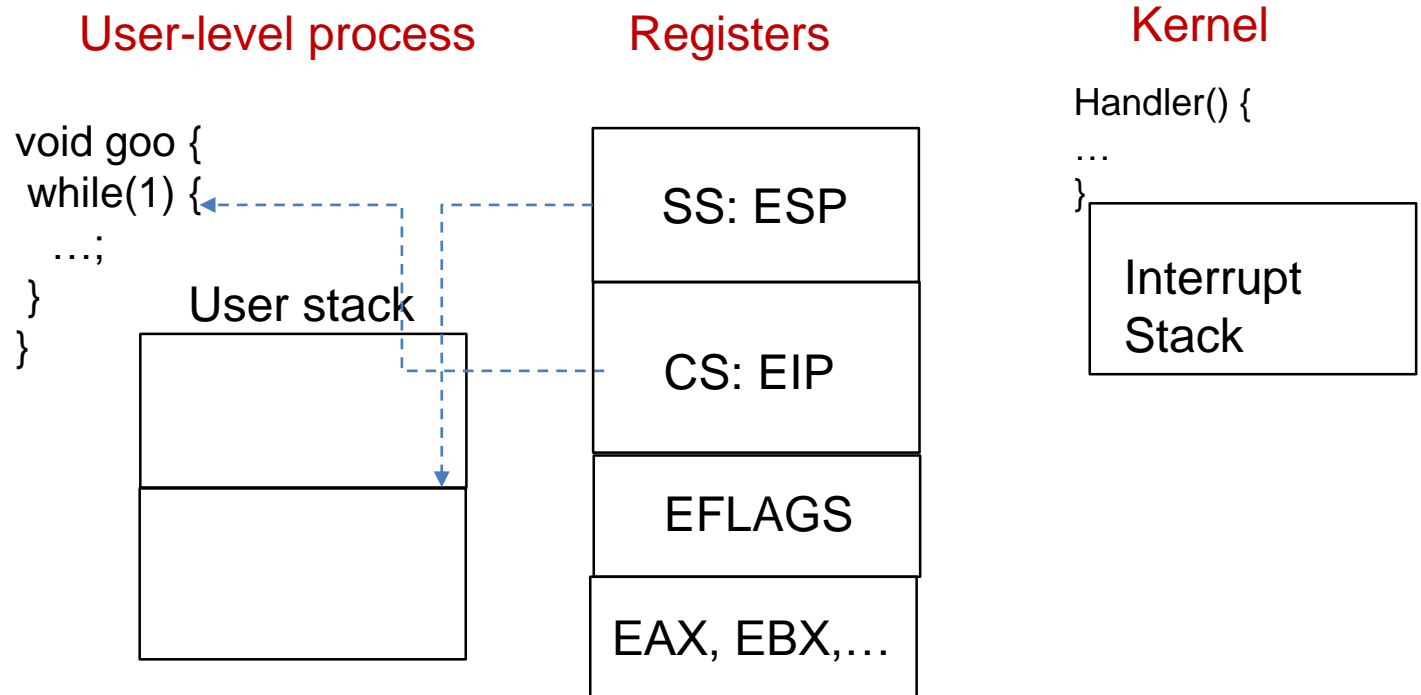 User-level process
Registers
Kernel
void goo {
while(1) {
…;
}
}
User stack
SS: ESP
CS: EIP
EFLAGS
EAX, EBX,…
Handler() {
…
}
Interrupt
Stack